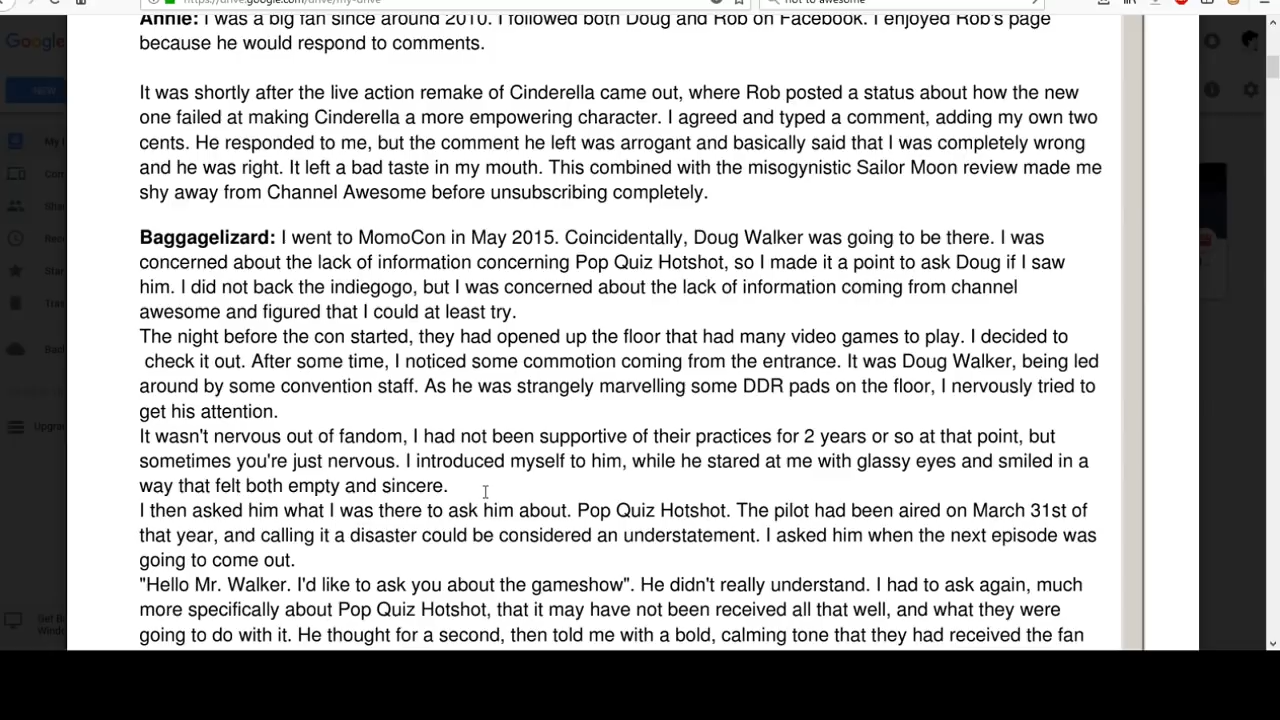 https://drive.google.com/drive/my-drive
not to awesome
Google
NEW
Annie: I was a big fan since around 2010. I followed both Doug and Rob on Facebook. I enjoyed Rob's page
because he would respond to comments.
It was shortly after the live action remake of Cinderella came out, where Rob posted a status about how the new
one failed at making Cinderella a more empowering character. I agreed and typed a comment, adding my own two
cents. He responded to me, but the comment he left was arrogant and basically said that I was completely wrong
and he was right. It left a bad taste in my mouth. This combined with the misogynistic Sailor Moon review made me
shy away from Channel Awesome before unsubscribing completely.
Baggagelizard: I went to MomoCon in May 2015. Coincidentally, Doug Walker was going to be there. I was
concerned about the lack of information concerning Pop Quiz Hotshot, so I made it a point to ask Doug if I saw
him. I did not back the indiegogo, but I was concerned about the lack of information coming from channel
awesome and figured that I could at least try.
The night before the con started, they had opened up the floor that had many video games to play. I decided to
check it out. After some time, I noticed some commotion coming from the entrance. It was Doug Walker, being led
around by some convention staff. As he was strangely marvelling some DDR pads on the floor, I nervously tried to
get his attention.
It wasn't nervous out of fandom, I had not been supportive of their practices for 2 years or so at that point, but
sometimes you're just nervous. I introduced myself to him, while he stared at me with glassy eyes and smiled in a
way that felt both empty and sincere.
I then asked him what I was there to ask him about. Pop Quiz Hotshot. The pilot had been aired on March 31st of
that year, and calling it a disaster could be considered an understatement. I asked him when the next episode was
going to come out.
"Hello Mr. Walker. I'd like to ask you about the gameshow". He didn't really understand. I had to ask again, much
more specifically about Pop Quiz Hotshot, that it may have not been received all that well, and what they were
going to do with it. He thought for a second, then told me with a bold, calming tone that they had received the fan